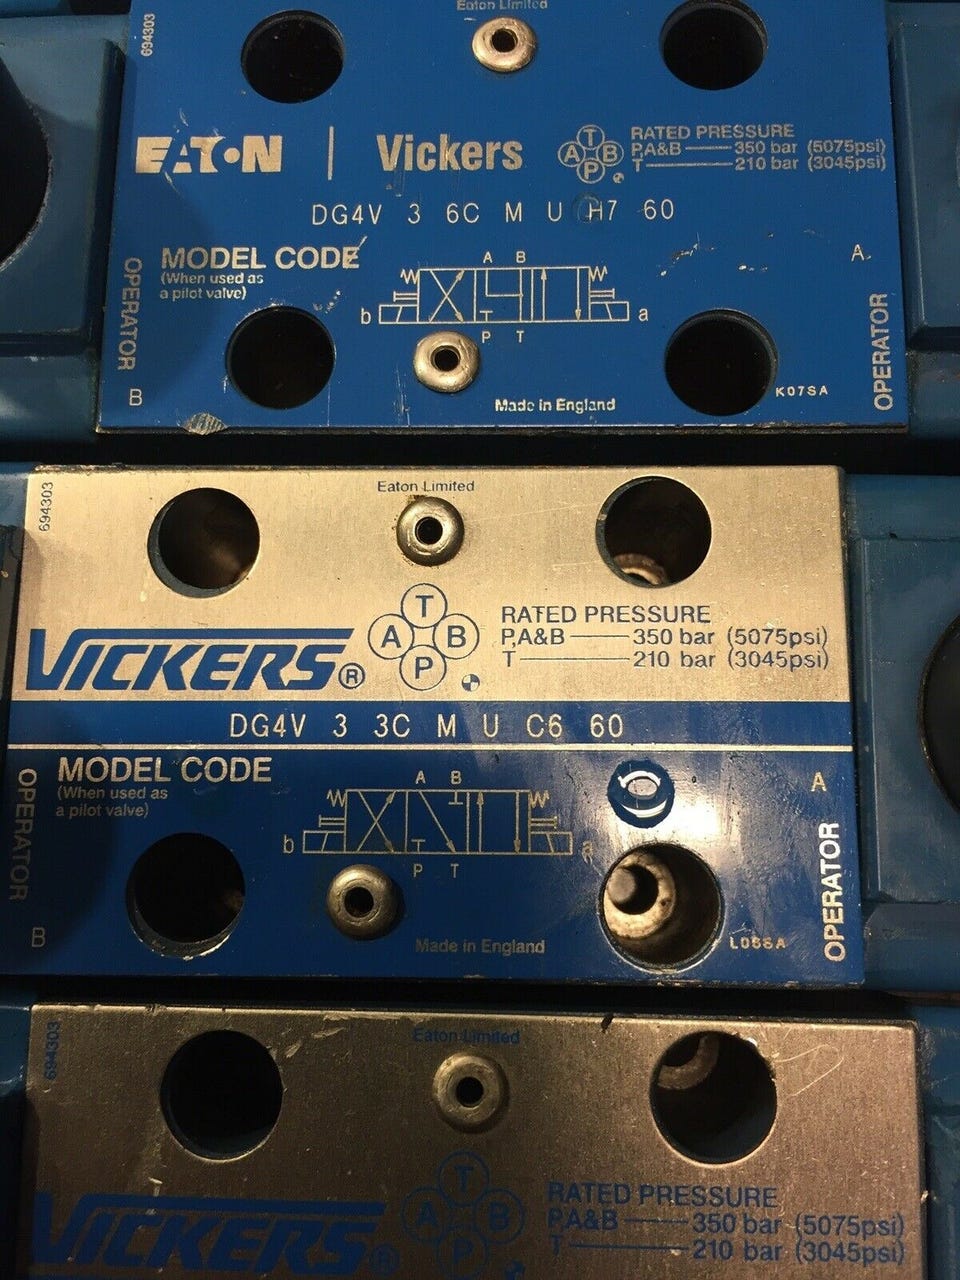 694303
Eaton Limited
EATON | Vickers
T
A B
P
RATED PRESSURE
P,A&B 350 bar (5075psi)
T 210 bar (3045psi)
DG4V 3 6C M U H7 60
MODEL CODE
(When used as
a pilot valve)
OPERATOR
B
A B
b a
T
P T
A
OPERATOR
K07SA
Made in England
694303
Eaton Limited
VICKERS®
T
A B
P
RATED PRESSURE
P,A&B 350 bar (5075psi)
T 210 bar (3045psi)
DG4V 3 3C M U C6 60
MODEL CODE
(When used as
a pilot valve)
OPERATOR
B
A B
T
b a
T
P T
A
OPERATOR
Made in England
694303
Eaton Limited
VICKERS®
T
A B
P
RATED PRESSURE
P,A&B 350 bar (5075psi)
T 210 bar (3045psi)